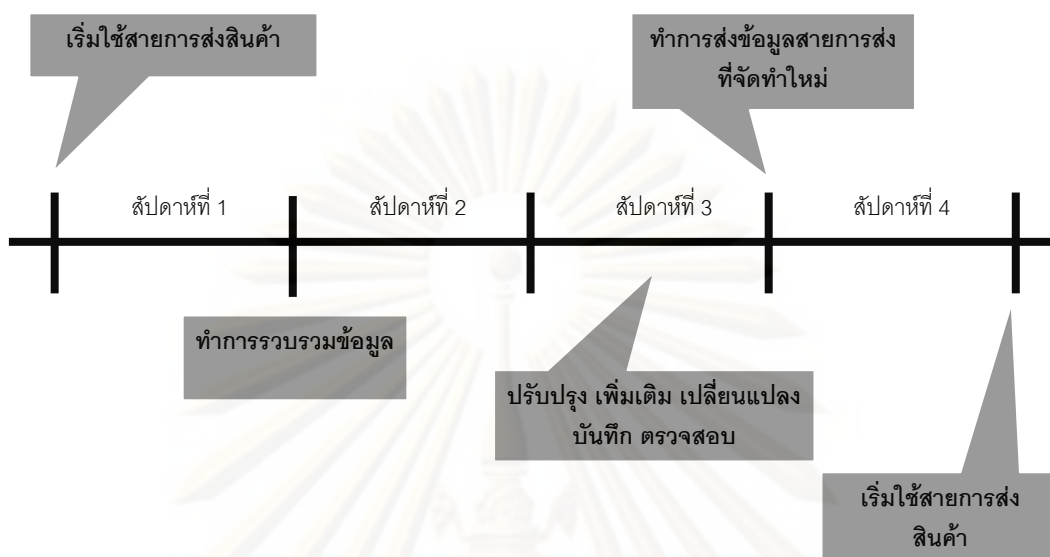 เริ่มใช้สายการส่งสินค้า
ทำการส่งข้อมูลสายการส่ง
ที่จัดทำใหม่
สัปดาห์ที่ 1
สัปดาห์ที่ 2
สัปดาห์ที่ 3
สัปดาห์ที่ 4
ทำการรวบรวมข้อมูล
ปรับปรุง เพิ่มเติม เปลี่ยนแปลง
บันทึก ตรวจสอบ
เริ่มใช้สายการส่ง
สินค้า